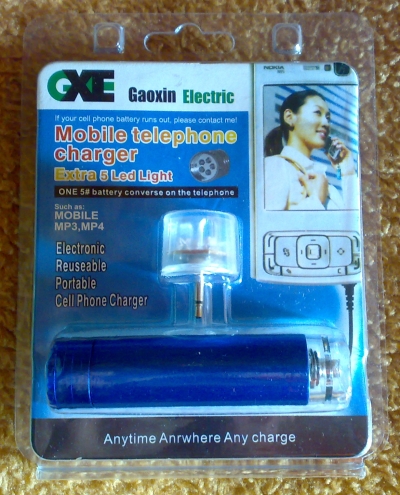 GXE
Gaoxin Electric
If your cell phone battery runs out, please contact me!
Mobile telephone
charger
Extra 5 Led Light
ONE 5# battery converse on the telephone
Such as:
MOBILE
MP3,MP4
Electronic
Reuseable
Portable
Cell Phone Charger
NOKIA
Anytime Anrwhere Any charge